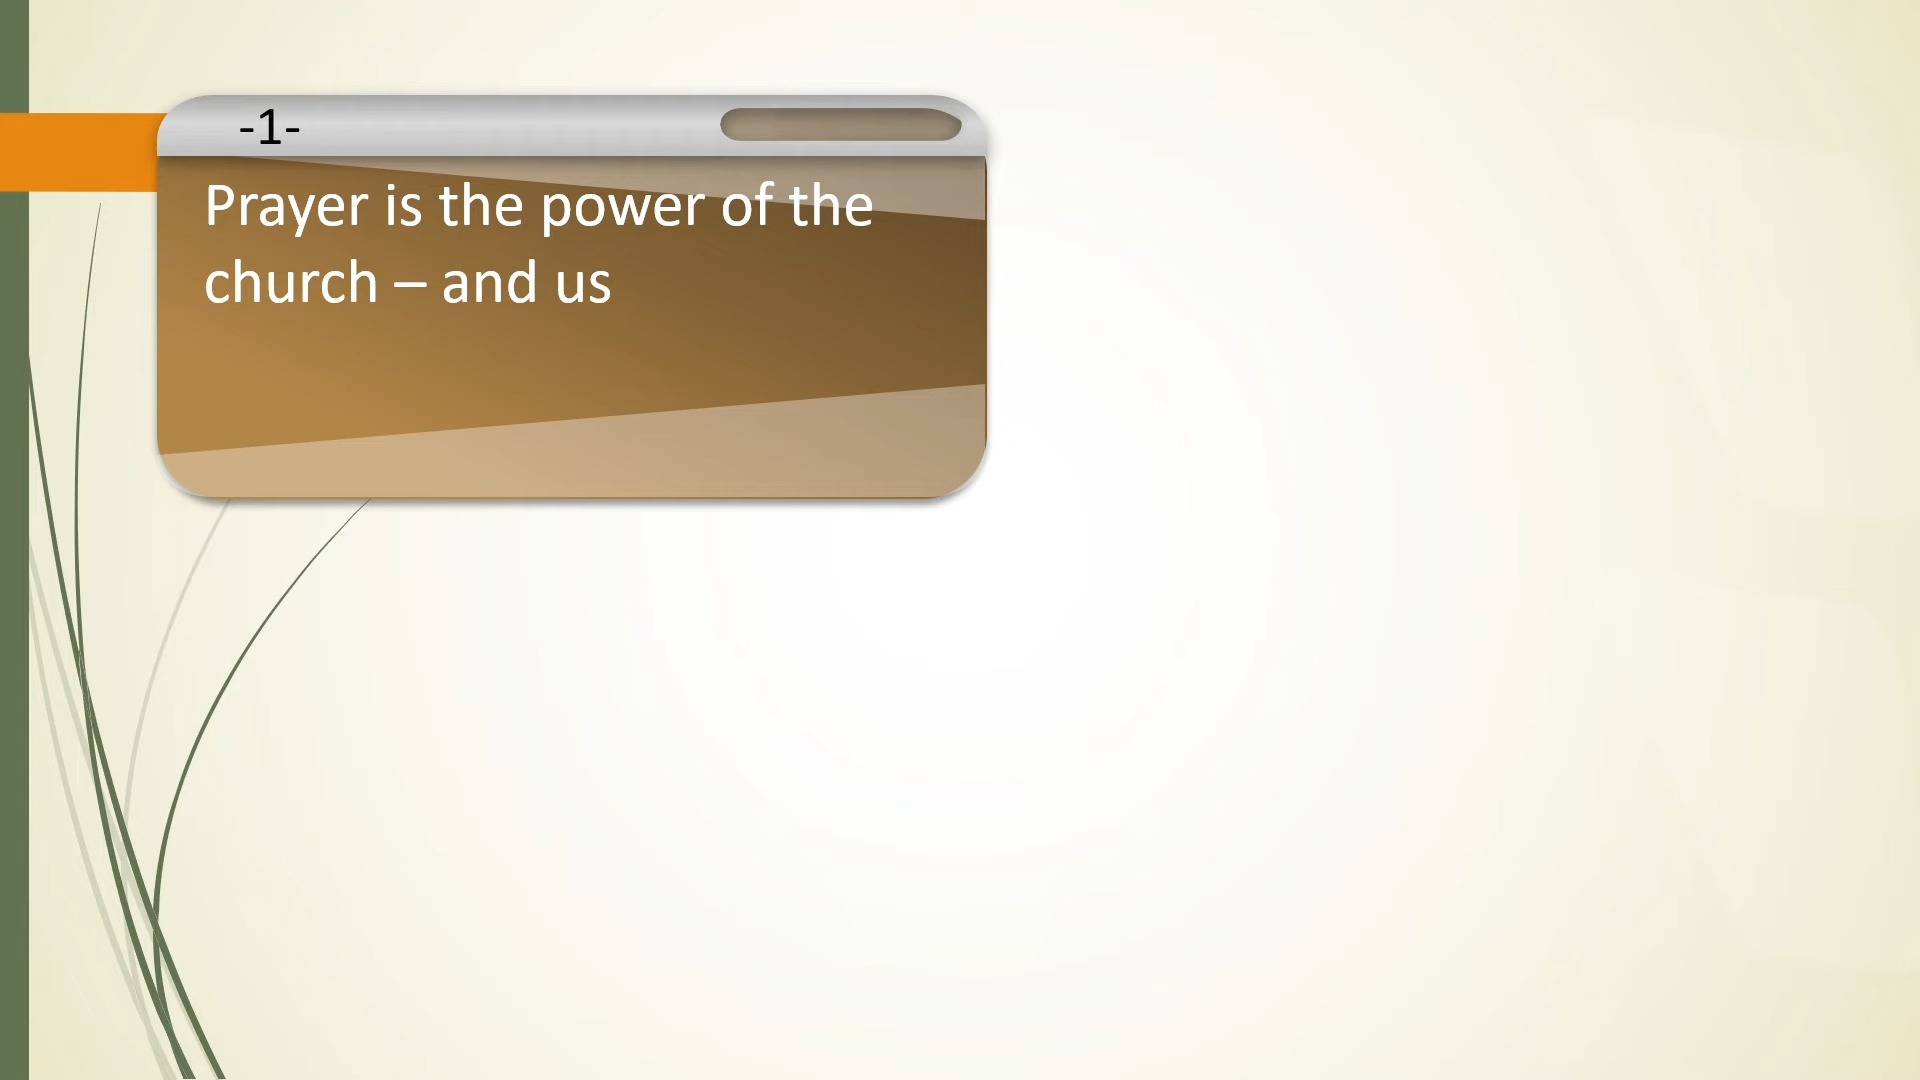 -1-
Prayer is the power of the
church – and us